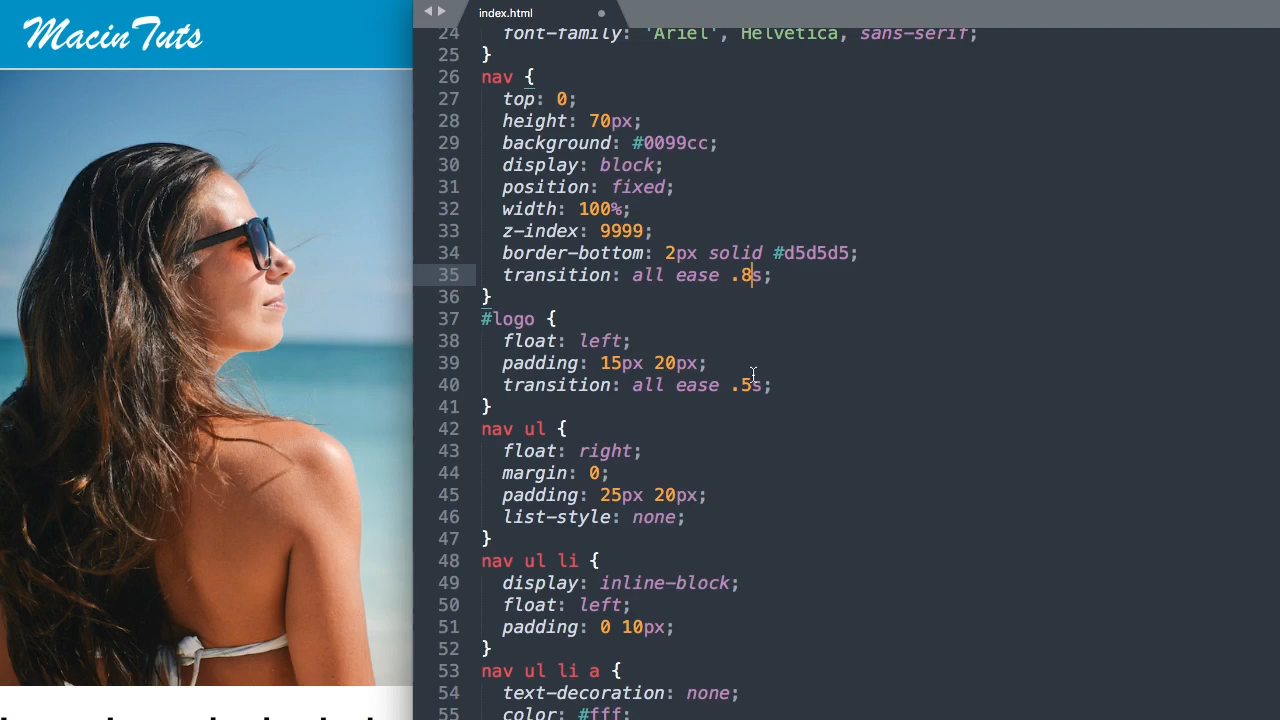 MacinTuts
index.html
24 font-family: 'Ariel', Helvetica, sans-serif;
25 }
26 nav {
27 top: 0;
28 height: 70px;
29 background: #0099cc;
30 display: block;
31 position: fixed;
32 width: 100%;
33 z-index: 9999;
34 border-bottom: 2px solid #d5d5d5;
35 transition: all ease .8s;
36 }
37 #logo {
38 float: left;
39 padding: 15px 20px;
40 transition: all ease .5s;
41 }
42 nav ul {
43 float: right;
44 margin: 0;
45 padding: 25px 20px;
46 list-style: none;
47 }
48 nav ul li {
49 display: inline-block;
50 float: left;
51 padding: 0 10px;
52 }
53 nav ul li a {
54 text-decoration: none;
55 color: #fff;